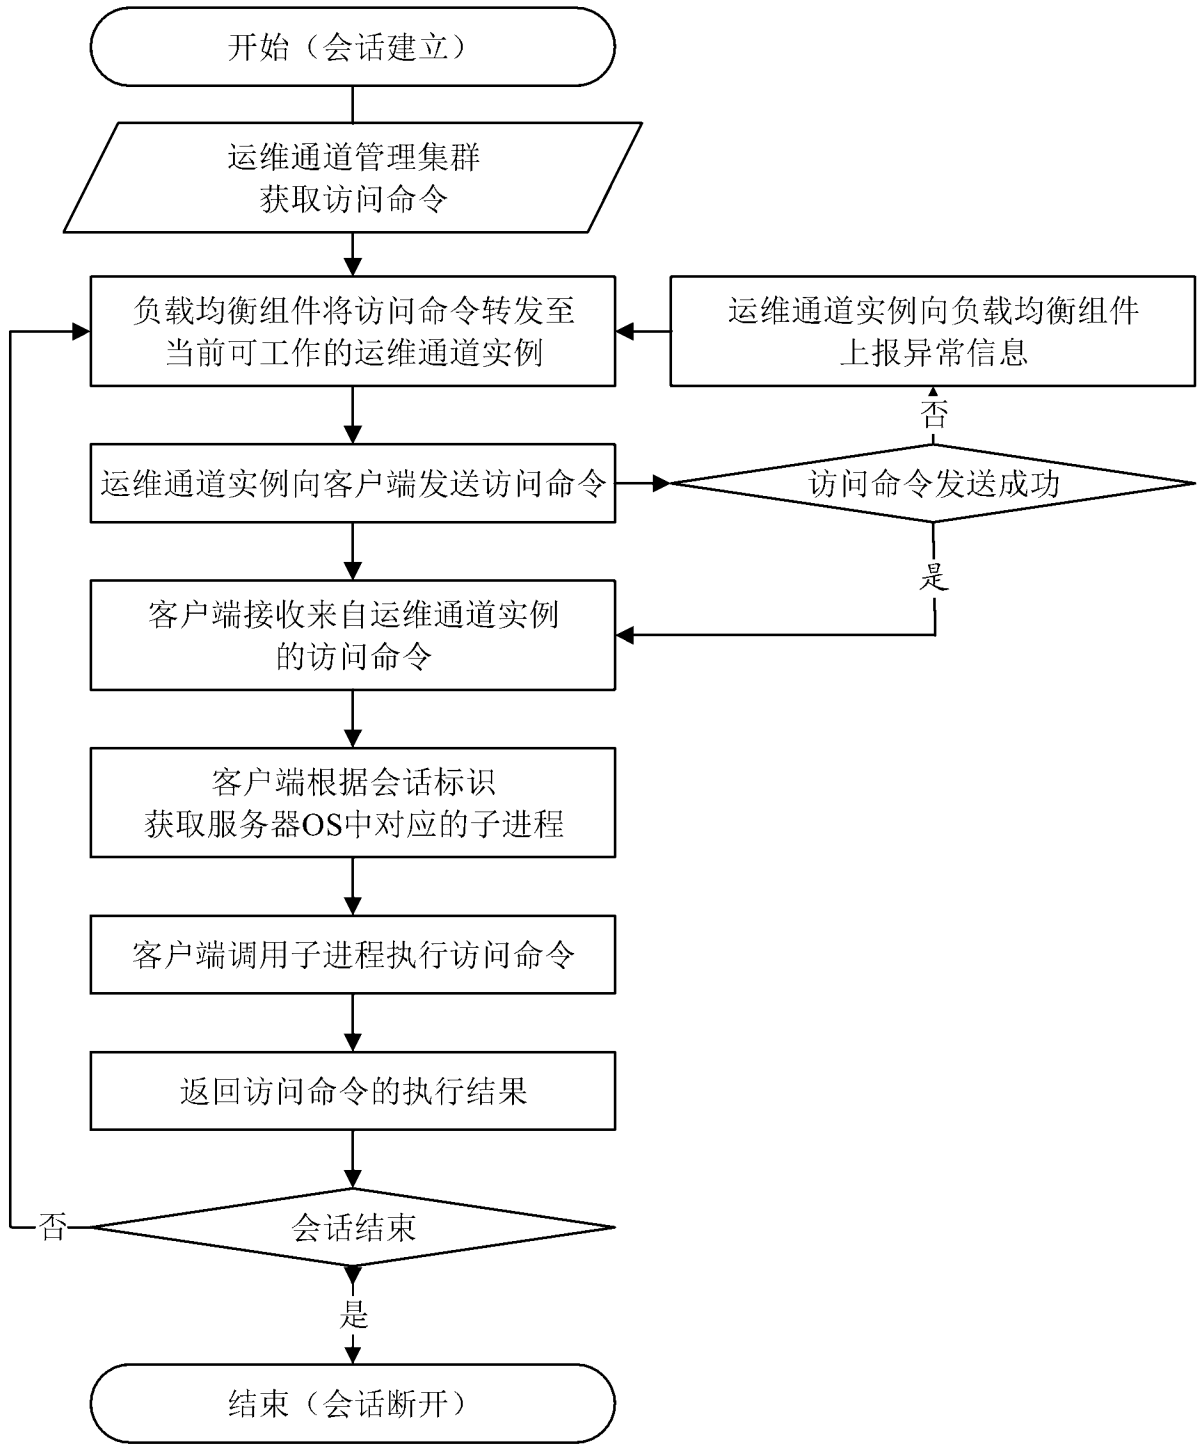 开始（会话建立）
运维通道管理集群
获取访问命令
负载均衡组件将访问命令转发至
当前可工作的运维通道实例
运维通道实例向负载均衡组件
上报异常信息
否
运维通道实例向客户端发送访问命令
访问命令发送成功
是
客户端接收来自运维通道实例
的访问命令
客户端根据会话标识
获取服务器OS中对应的子进程
客户端调用子进程执行访问命令
返回访问命令的执行结果
会话结束
否
是
结束（会话断开）